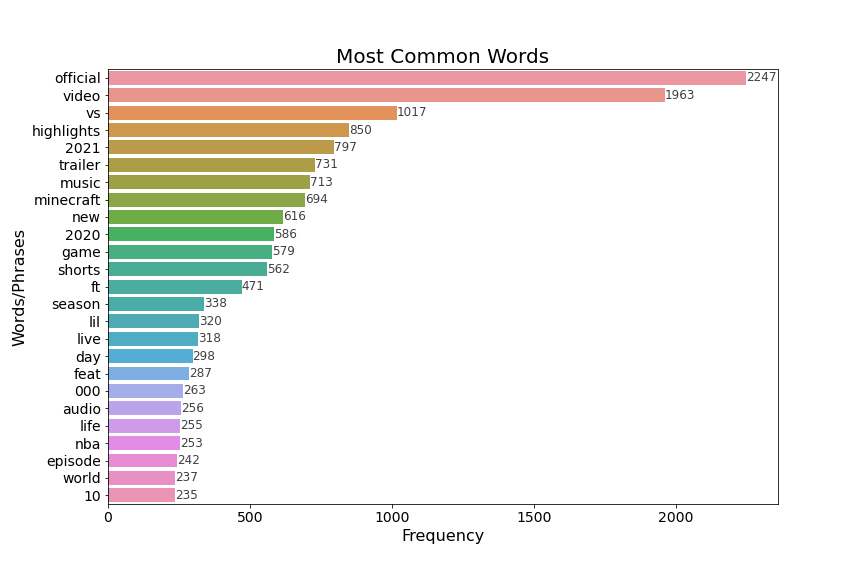 Most Common Words
official 2247
video 1963
vs 1017
highlights 850
2021 797
trailer 731
music 713
minecraft 694
new 616
2020 586
game 579
shorts 562
ft 471
season 338
lil 320
live 318
day 298
feat 287
000 263
audio 256
life 255
nba 253
episode 242
world 237
10 235
0 500 1000 1500 2000
Frequency
Words/Phrases